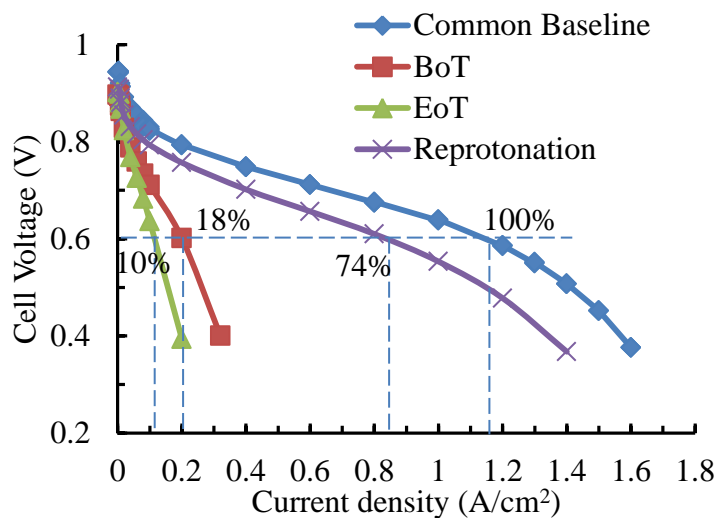 Common Baseline
BoT
EoT
Reprotonation
Cell Voltage (V)
1
0.8
0.6
0.4
0.2
18%
100%
10%
74%
0 0.2 0.4 0.6 0.8 1 1.2 1.4 1.6 1.8
Current density (A/cm²)